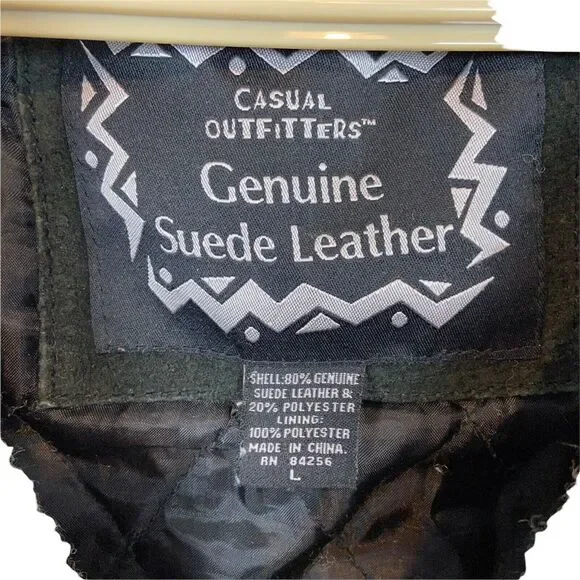 CASUAL
OUTFiTTERS™
Genuine
Suede Leather
SHELL:80% GENUINE
SUEDE LEATHER &
20% POLYESTER
LINING:
100% POLYESTER
MADE IN CHINA.
RN 84256
L